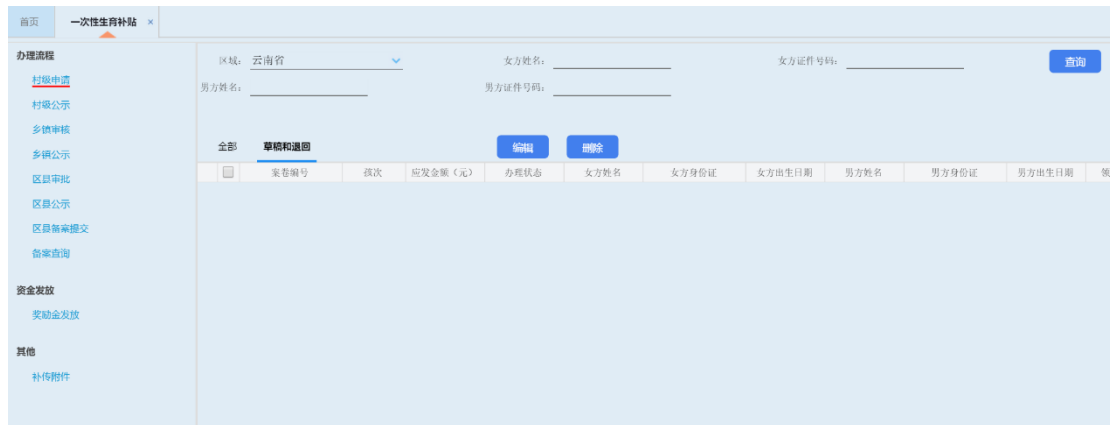 首页 一次性生育补贴 ×
办理流程
村级申请
村级公示
乡镇审核
乡镇公示
区县审批
区县公示
区县备案提交
备案查询
资金发放
奖励金发放
其他
补传附件
区域： 云南省 女方姓名： 女方证件号码： 查询
男方姓名： 男方证件号码：
全部 草稿和退回 编辑 删除
案卷编号 孩次 应发金额（元） 办理状态 女方姓名 女方身份证 女方出生日期 男方姓名 男方身份证 男方出生日期 领